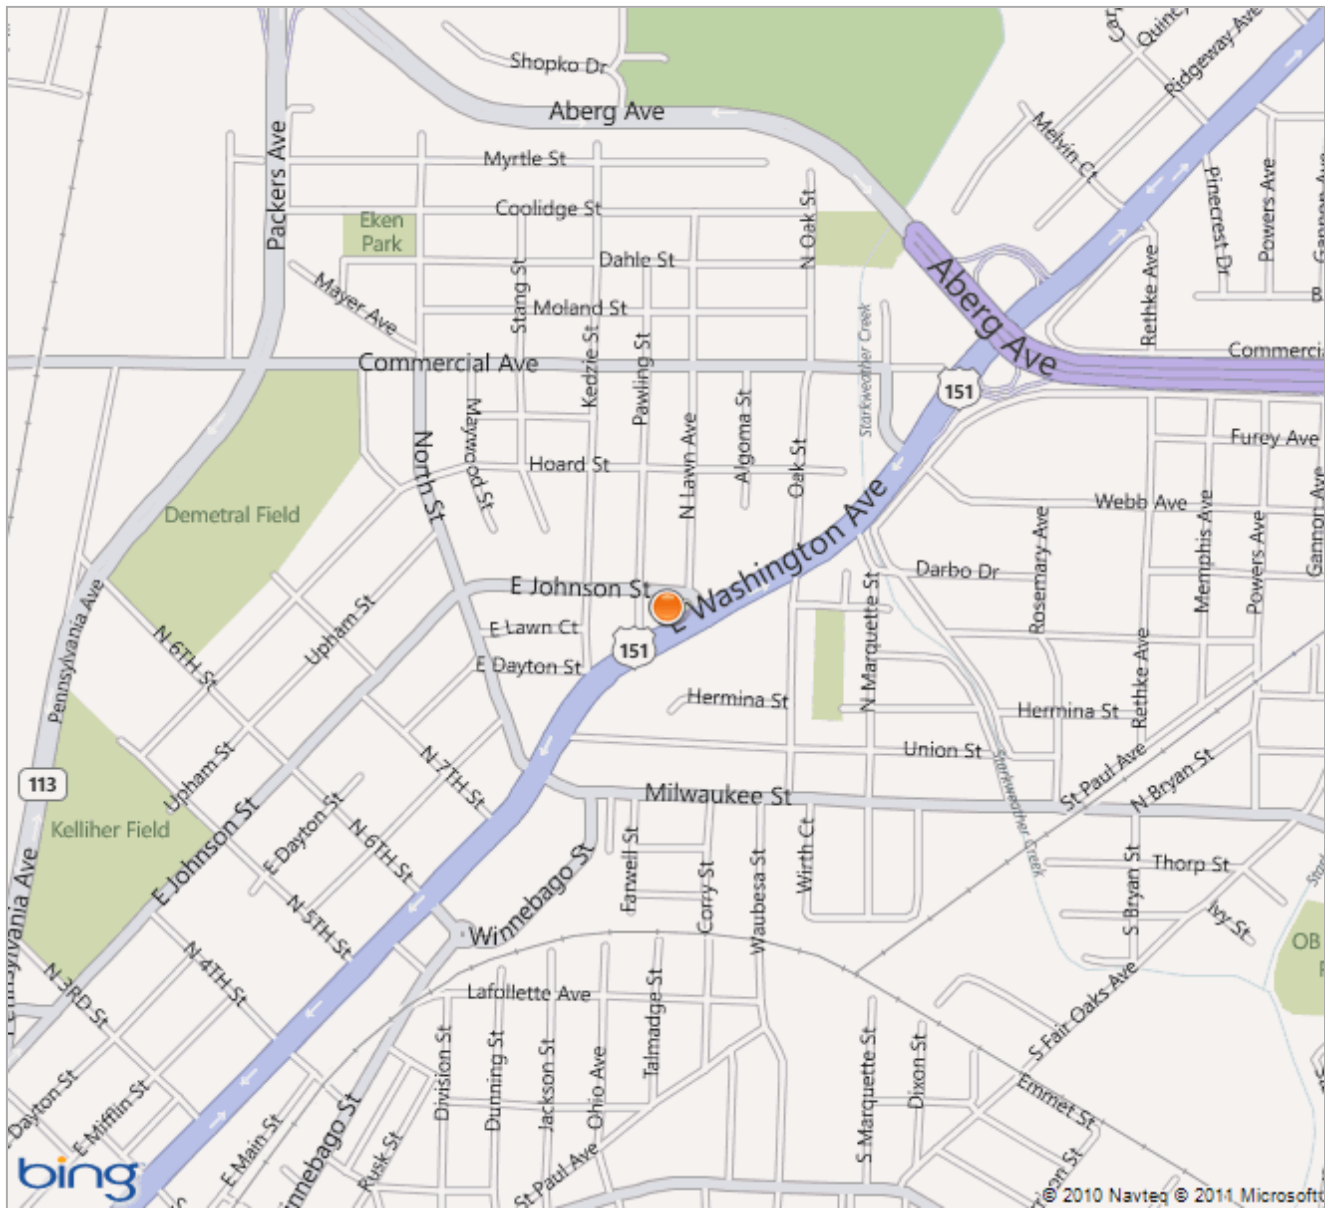 Quincy
Ridgeway Ave
Shopko Dr
Aberg Ave
Melvin Ct
Packers Ave
Myrtle St
Pinecrest Dr
Powers Ave
Gannon Ave
Coolidge St
Eken
Park
N Oak St
Dahle St
Stang St
Mayer Ave
Moland St
Rethke Ave
Aberg Ave
Starkweather Creek
Kedzie St
Pawling St
Commercial Ave
Commerci
151
Maywood St
N Lawn Ave
Algoma St
Oak St
Furey Ave
North St
Hoard St
Webb Ave
Demetral Field
E Washington Ave
Rosemary Ave
Memphis Ave
Powers Ave
Gannon Ave
Darbo Dr
E Johnson St
N Marquette St
Pennsylvania Ave
N 6TH St
Upham St
E Lawn Ct
151
E Dayton St
Hermina St
Hermina St
Rethke Ave
N 7TH St
Union St
St Paul Ave
N Bryan St
Starkweather Creek
Upham St
113
Milwaukee St
Kelliher Field
E Johnson St
E Dayton St
N 6TH St
Farwell St
Corry St
Waubesa St
Wirth Ct
Thorp St
S Bryan St
Ivy St
Winnebago St
N 5TH St
Pennsylvania Ave
N 4TH St
N 3RD St
OB
Lafollette Ave
Talmadge St
S Fair Oaks Ave
Division St
Dunning St
Jackson St
Ohio Ave
S Marquette St
Dixon St
Emmet St
E Dayton St
E Mifflin St
E Main St
Winnebago St
Rusk St
St Paul Ave
bing
© 2010 Navteq © 2011 Microsoft